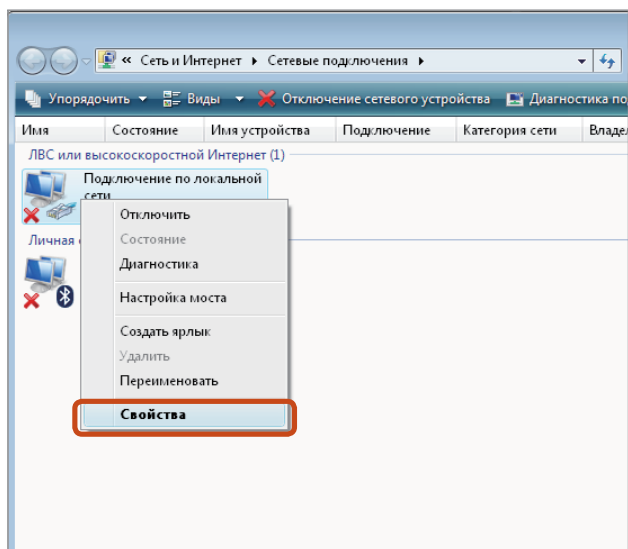 « Сеть и Интернет ▸ Сетевые подключения ▸
Упорядочить Виды Отключение сетевого устройства Диагностика по
Имя Состояние Имя устройства Подключение Категория сети Владел
ЛВС или высокоскоростной Интернет (1)
Подключение по локальной
сети
Отключить
Личная
Состояние
Диагностика
Настройка моста
Создать ярлык
Удалить
Переименовать
Свойства